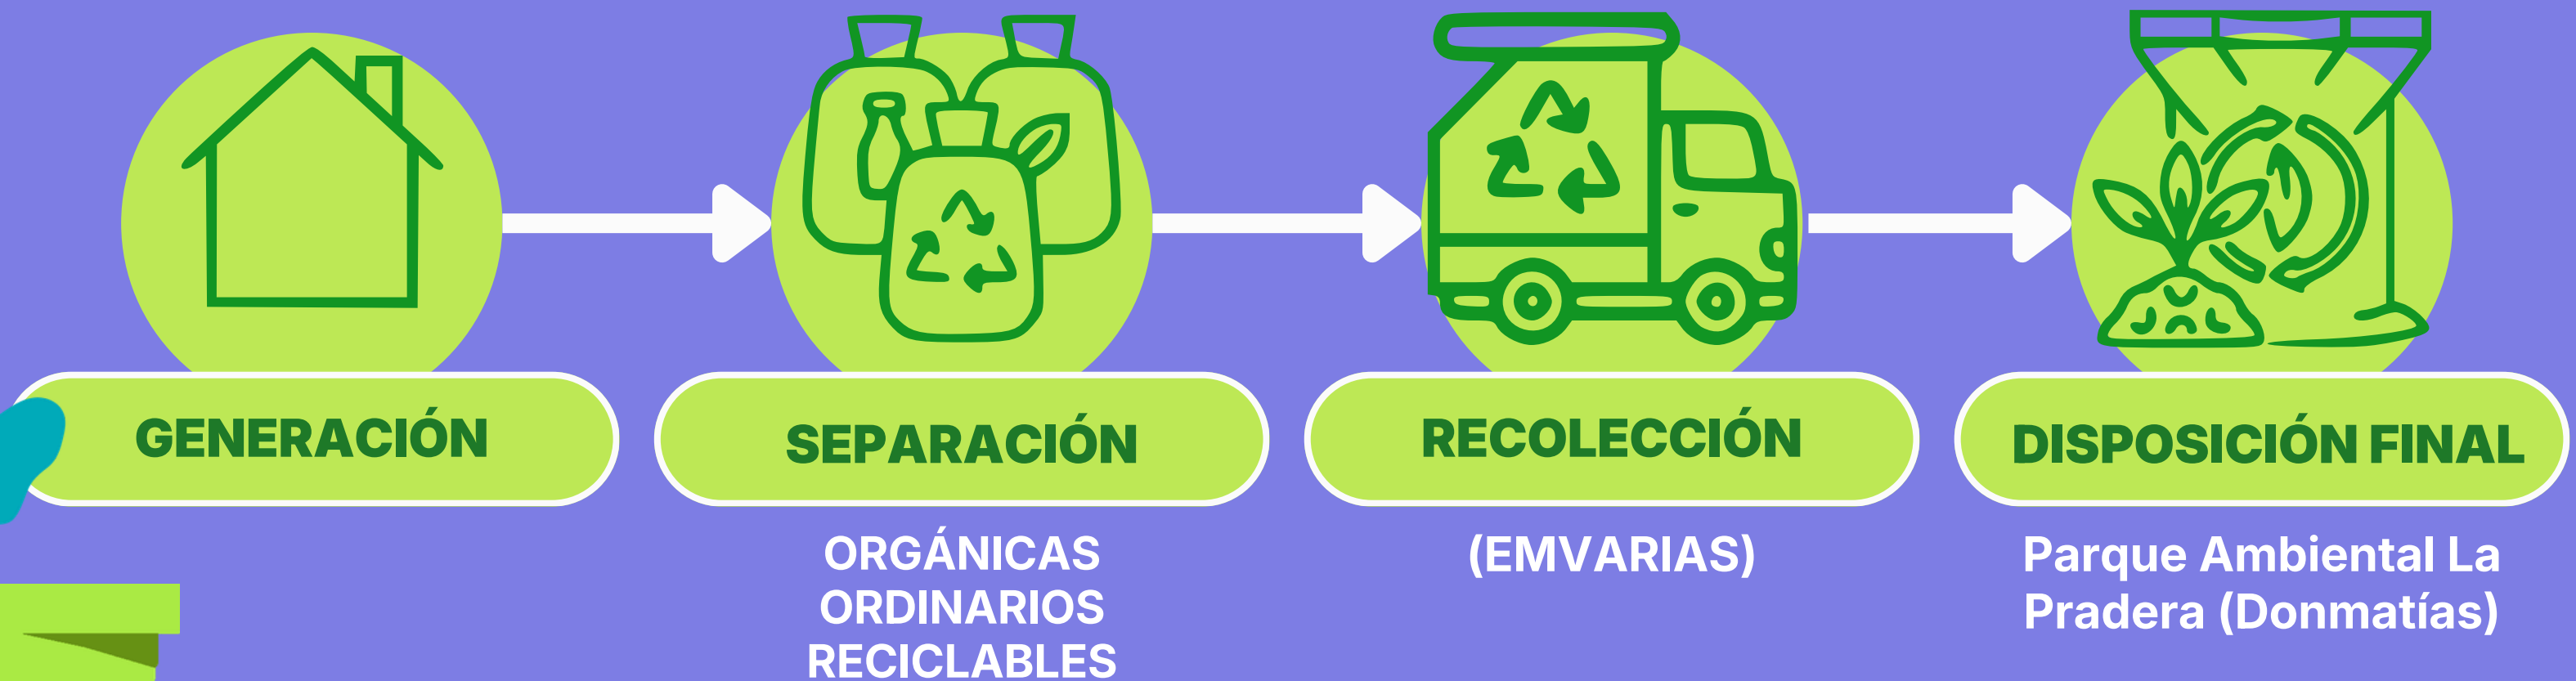 GENERACIÓN
SEPARACIÓN
ORGÁNICAS
ORDINARIOS
RECICLABLES
RECOLECCIÓN
(EMVARIAS)
DISPOSICIÓN FINAL
Parque Ambiental La
Pradera (Donmatías)